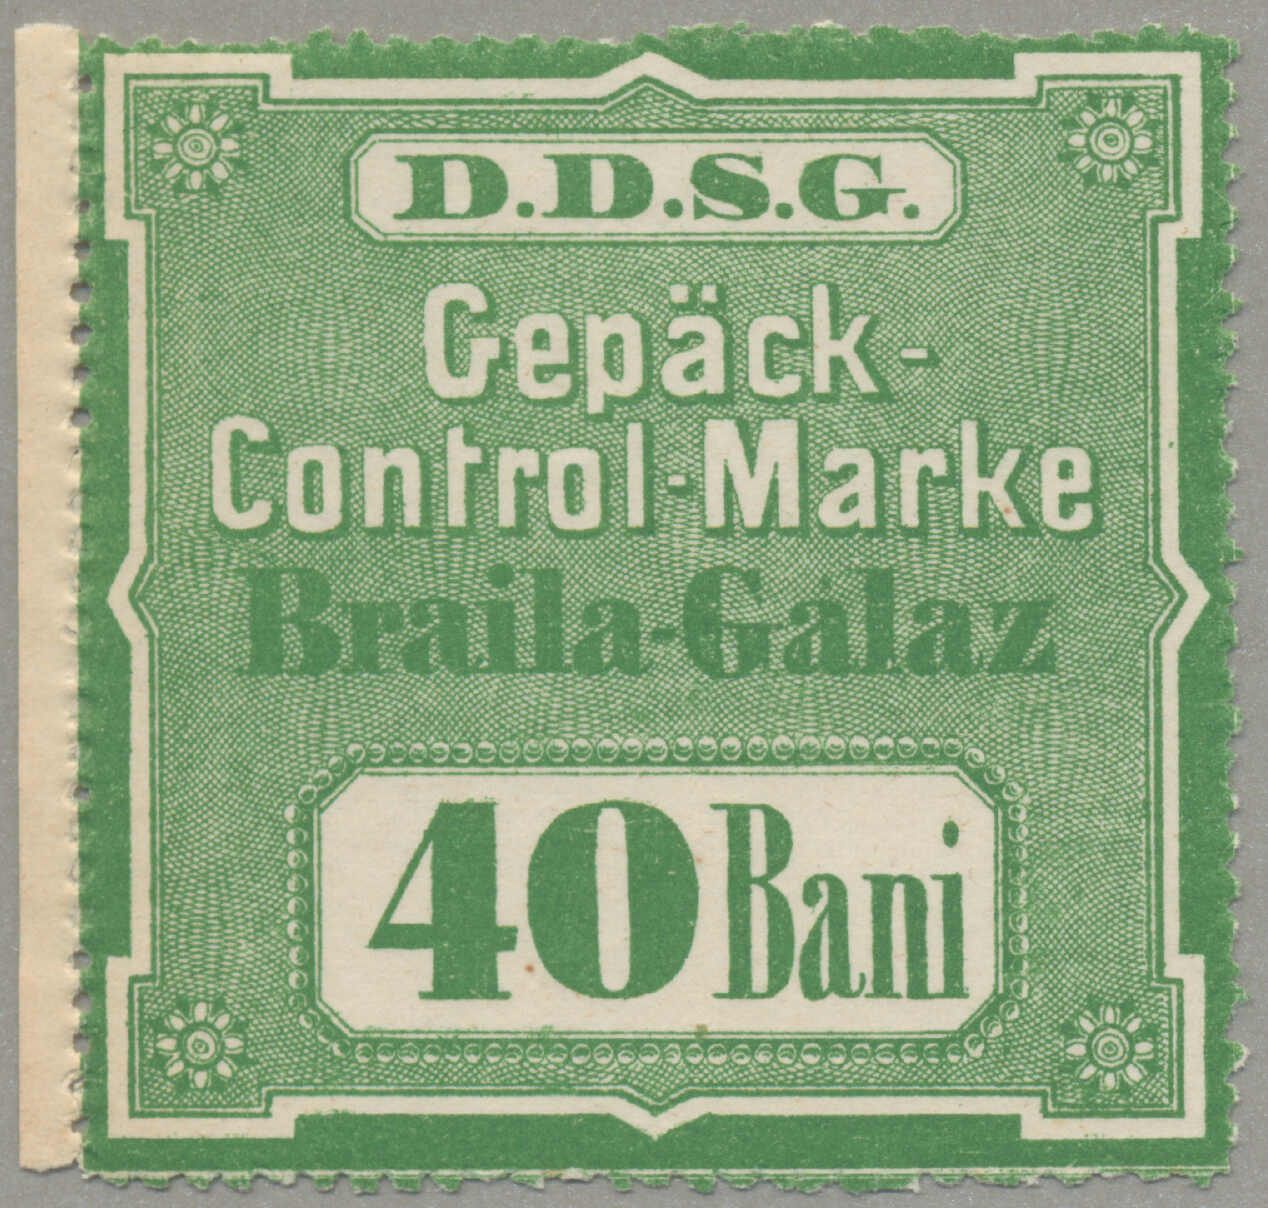 D.D.S.G.
Gepäck-
Control-Marke
Braila-Galaz
40 Bani